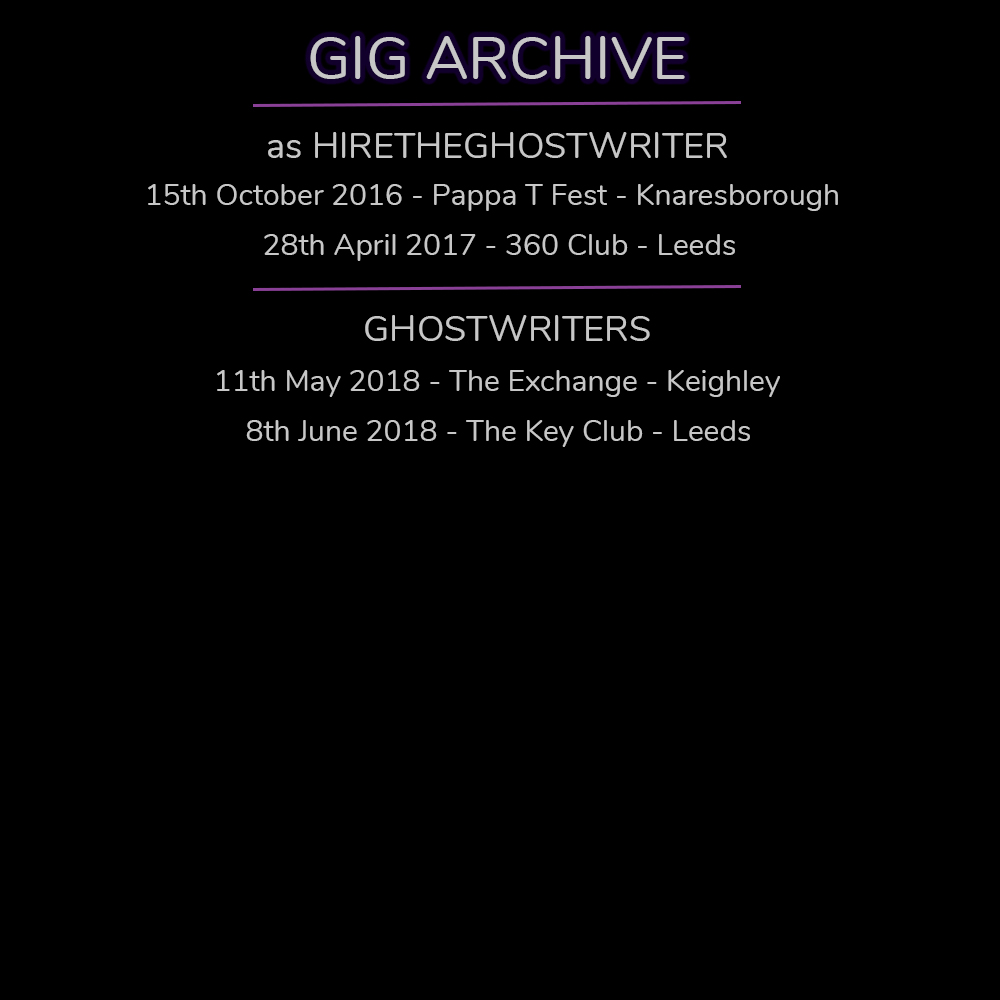 GIG ARCHIVE
as HIRETHEGHOSTWRITER
15th October 2016 - Pappa T Fest - Knaresborough
28th April 2017 - 360 Club - Leeds
GHOSTWRITERS
11th May 2018 - The Exchange - Keighley
8th June 2018 - The Key Club - Leeds